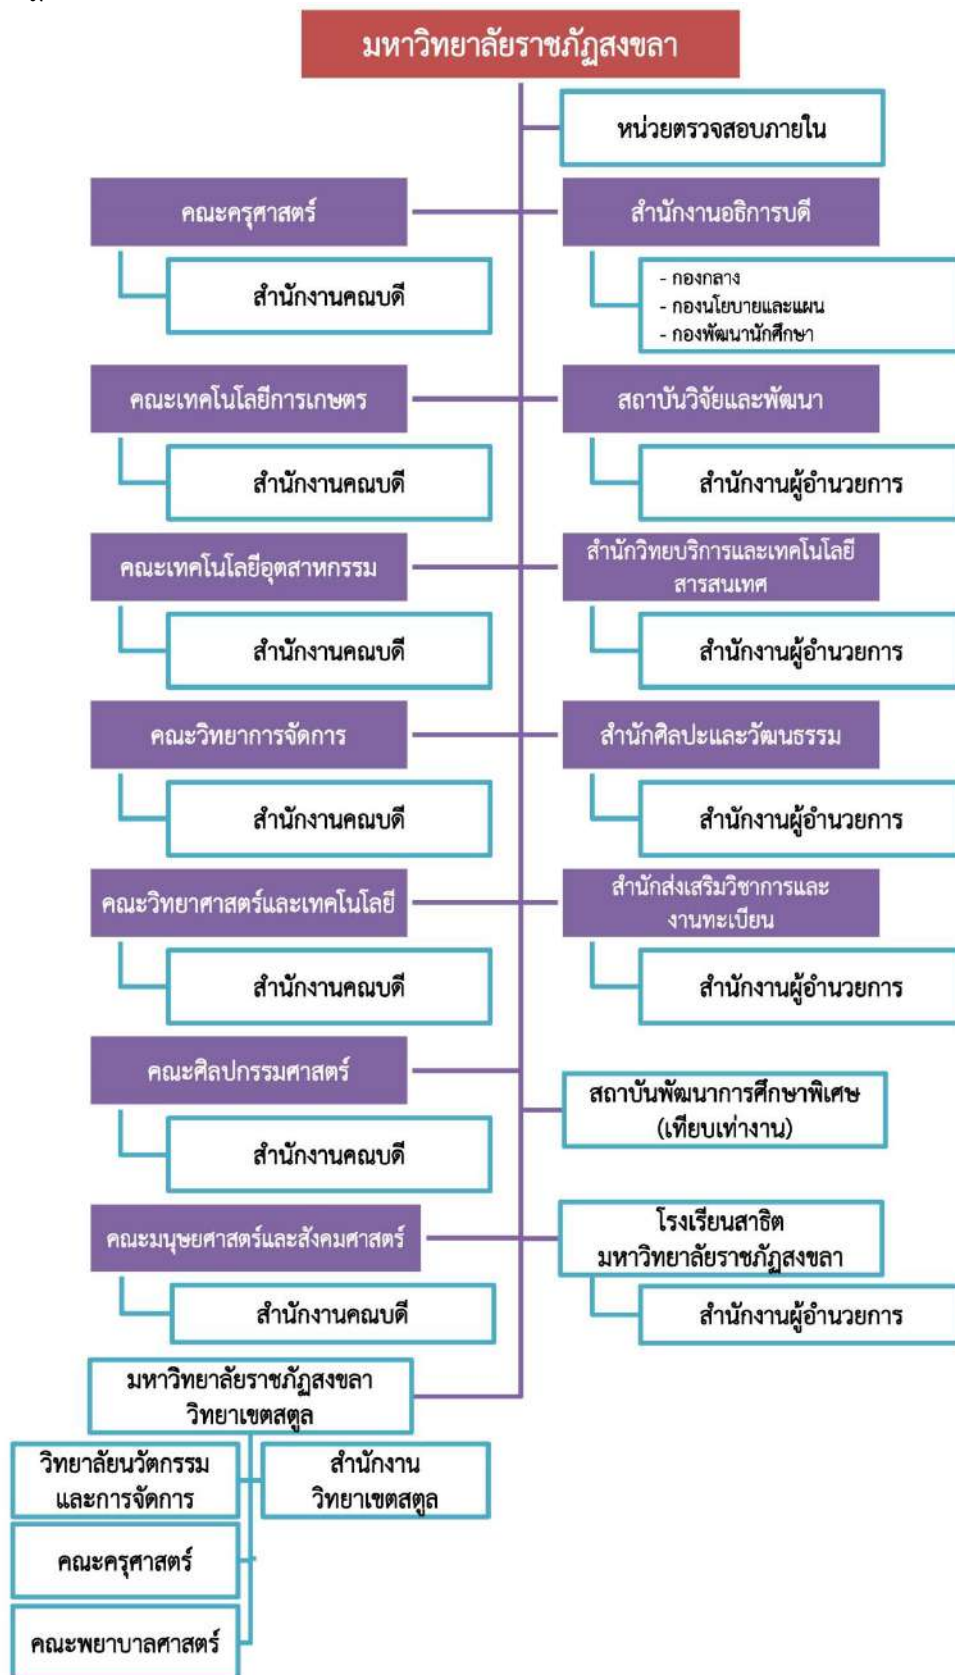 มหาวิทยาลัยราชภัฏสงขลา
หน่วยตรวจสอบภายใน
คณะครุศาสตร์
สำนักงานอธิการบดี
สำนักงานคณบดี
- กองกลาง
- กองนโยบายและแผน
- กองพัฒนานักศึกษา
คณะเทคโนโลยีการเกษตร
สถาบันวิจัยและพัฒนา
สำนักงานคณบดี
สำนักงานผู้อำนวยการ
คณะเทคโนโลยีอุตสาหกรรม
สำนักวิทยบริการและเทคโนโลยี
สารสนเทศ
สำนักงานคณบดี
สำนักงานผู้อำนวยการ
คณะวิทยาการจัดการ
สำนักศิลปะและวัฒนธรรม
สำนักงานคณบดี
สำนักงานผู้อำนวยการ
คณะวิทยาศาสตร์และเทคโนโลยี
สำนักส่งเสริมวิชาการและ
งานทะเบียน
สำนักงานคณบดี
สำนักงานผู้อำนวยการ
คณะศิลปกรรมศาสตร์
สถาบันพัฒนาการศึกษาพิเศษ
(เทียบเท่างาน)
สำนักงานคณบดี
คณะมนุษยศาสตร์และสังคมศาสตร์
โรงเรียนสาธิต
มหาวิทยาลัยราชภัฏสงขลา
สำนักงานคณบดี
สำนักงานผู้อำนวยการ
มหาวิทยาลัยราชภัฏสงขลา
วิทยาเขตสตูล
วิทยาลัยนวัตกรรม
และการจัดการ
สำนักงาน
วิทยาเขตสตูล
คณะครุศาสตร์
คณะพยาบาลศาสตร์